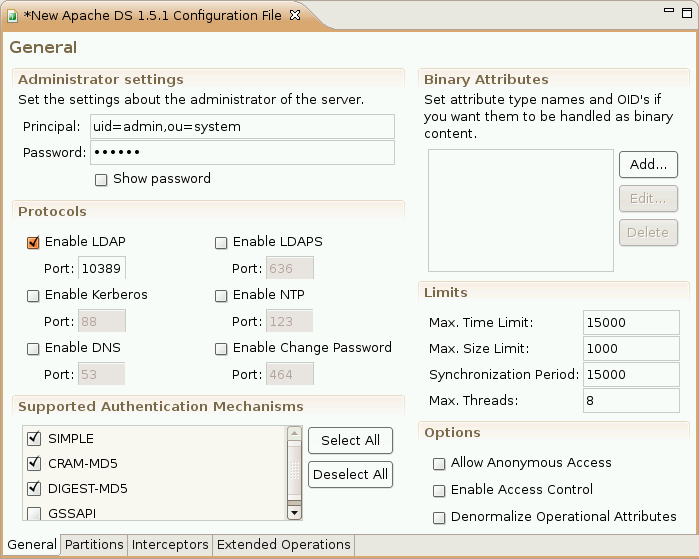 *New Apache DS 1.5.1 Configuration File
General
Administrator settings
Set the settings about the administrator of the server.
Principal: uid=admin,ou=system
Password: ••••••
Show password
Protocols
Enable LDAP
Port: 10389
Enable LDAPS
Port: 636
Enable Kerberos
Port: 88
Enable NTP
Port: 123
Enable DNS
Port: 53
Enable Change Password
Port: 464
Supported Authentication Mechanisms
SIMPLE
CRAM-MD5
DIGEST-MD5
GSSAPI
Select All
Deselect All
Binary Attributes
Set attribute type names and OID's if
you want them to be handled as binary
content.
Add...
Edit...
Delete
Limits
Max. Time Limit: 15000
Max. Size Limit: 1000
Synchronization Period: 15000
Max. Threads: 8
Options
Allow Anonymous Access
Enable Access Control
Denormalize Operational Attributes
General Partitions Interceptors Extended Operations